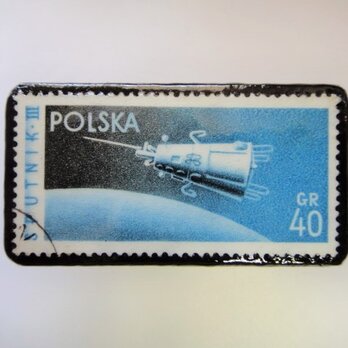 SPUTNIK·III
POLSKA
GR
40